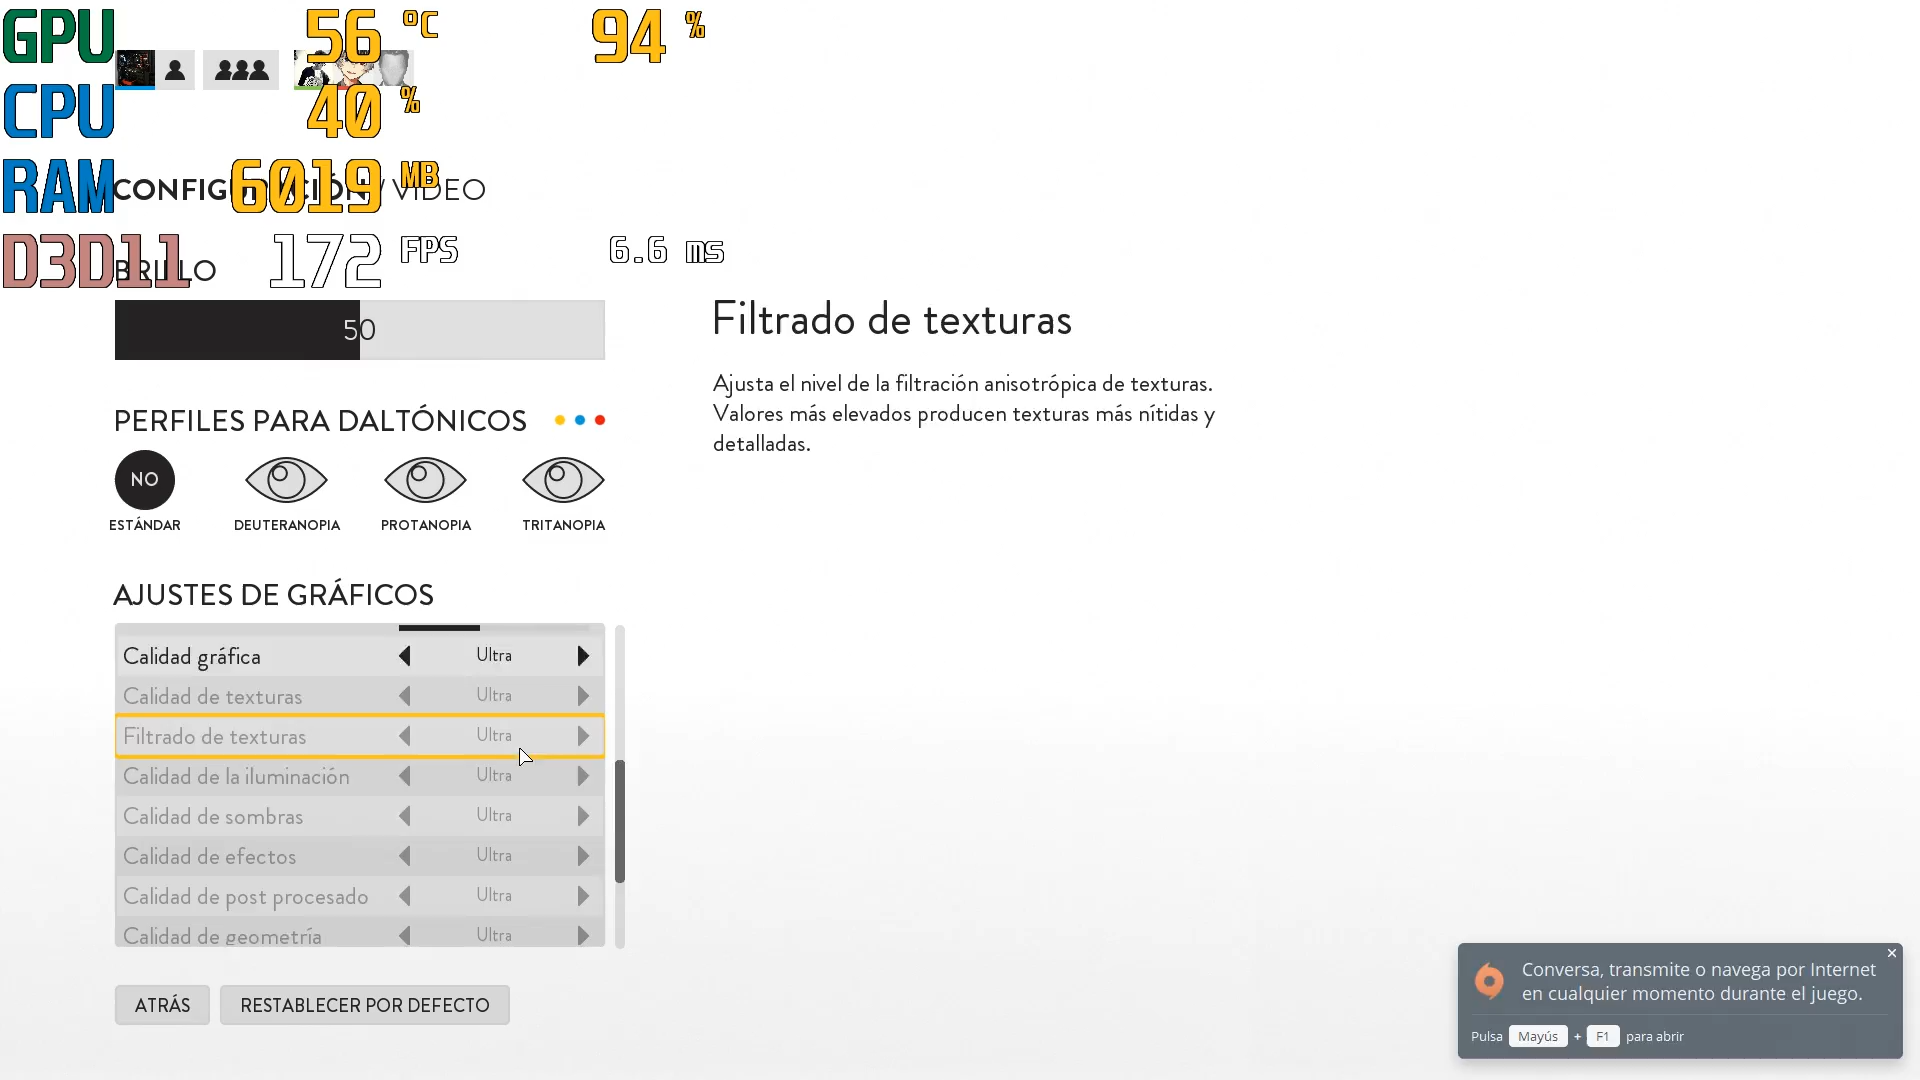 GPU 56 °C 94 %
CPU 40 %
RAM 6019 MB
CONFIGURACIÓN / VÍDEO
D3D11 172 FPS 6.6 ms
BRILLO
50
PERFILES PARA DALTÓNICOS
NO
ESTÁNDAR DEUTERANOPIA PROTANOPIA TRITANOPIA
AJUSTES DE GRÁFICOS
Calidad gráfica Ultra
Calidad de texturas Ultra
Filtrado de texturas Ultra
Calidad de la iluminación Ultra
Calidad de sombras Ultra
Calidad de efectos Ultra
Calidad de post procesado Ultra
Calidad de geometría Ultra
ATRÁS RESTABLECER POR DEFECTO
Filtrado de texturas
Ajusta el nivel de la filtración anisotrópica de texturas.
Valores más elevados producen texturas más nítidas y
detalladas.
Conversa, transmite o navega por Internet
en cualquier momento durante el juego.
Pulsa Mayús + F1 para abrir